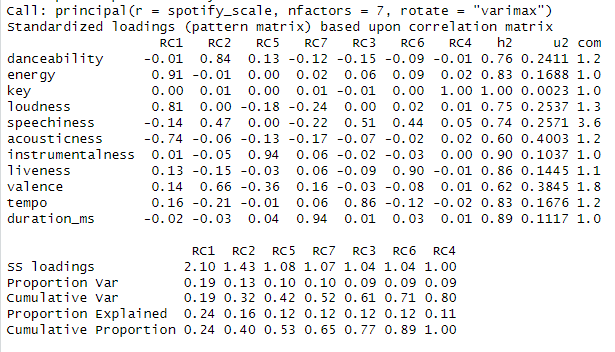 Call: principal(r = spotify_scale, nfactors = 7, rotate = "varimax")
Standardized loadings (pattern matrix) based upon correlation matrix
RC1 RC2 RC5 RC7 RC3 RC6 RC4 h2 u2 com
danceability -0.01 0.84 0.13 -0.12 -0.15 -0.09 -0.01 0.76 0.2411 1.2
energy 0.91 -0.01 0.00 0.02 0.06 0.09 0.02 0.83 0.1688 1.0
key 0.00 0.01 0.00 0.01 -0.01 0.00 1.00 1.00 0.0023 1.0
loudness 0.81 0.00 -0.18 -0.24 0.00 0.02 0.01 0.75 0.2537 1.3
speechiness -0.14 0.47 0.00 -0.22 0.51 0.44 0.05 0.74 0.2571 3.6
acousticness -0.74 -0.06 -0.13 -0.17 -0.07 -0.02 0.02 0.60 0.4003 1.2
instrumentalness 0.01 -0.05 0.94 0.06 -0.02 -0.03 0.00 0.90 0.1037 1.0
liveness 0.13 -0.15 -0.03 0.06 -0.09 0.90 -0.01 0.86 0.1445 1.1
valence 0.14 0.66 -0.36 0.16 -0.03 -0.08 0.01 0.62 0.3845 1.8
tempo 0.16 -0.21 -0.01 0.06 0.86 -0.12 -0.02 0.83 0.1676 1.2
duration_ms -0.02 -0.03 0.04 0.94 0.01 0.03 0.01 0.89 0.1117 1.0
RC1 RC2 RC5 RC7 RC3 RC6 RC4
SS loadings 2.10 1.43 1.08 1.07 1.04 1.04 1.00
Proportion Var 0.19 0.13 0.10 0.10 0.09 0.09 0.09
Cumulative Var 0.19 0.32 0.42 0.52 0.61 0.71 0.80
Proportion Explained 0.24 0.16 0.12 0.12 0.12 0.12 0.11
Cumulative Proportion 0.24 0.40 0.53 0.65 0.77 0.89 1.00